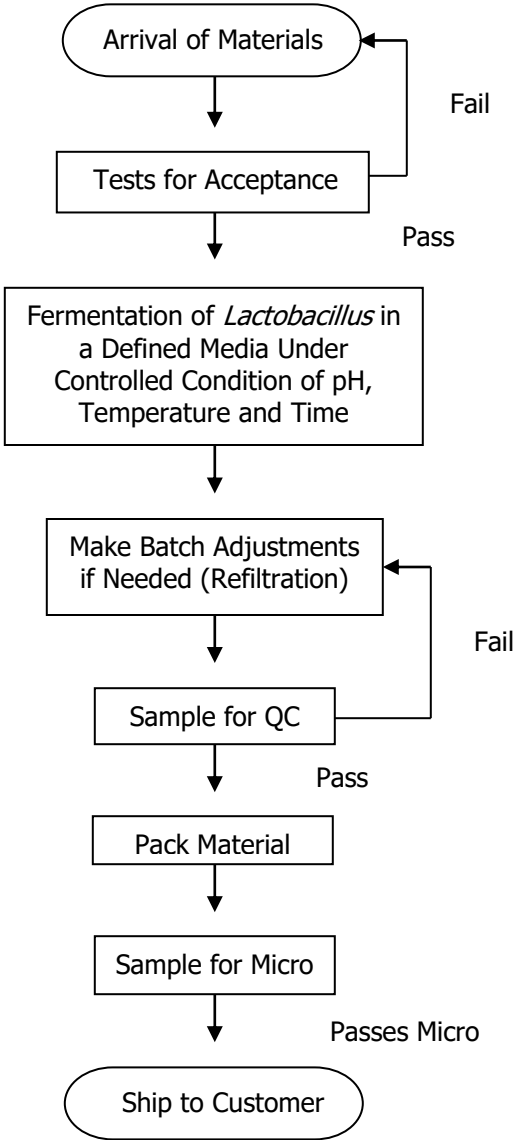 Arrival of Materials
Fail
Tests for Acceptance
Pass
Fermentation of Lactobacillus in
a Defined Media Under
Controlled Condition of pH,
Temperature and Time
Make Batch Adjustments
if Needed (Refiltration)
Fail
Sample for QC
Pass
Pack Material
Sample for Micro
Passes Micro
Ship to Customer